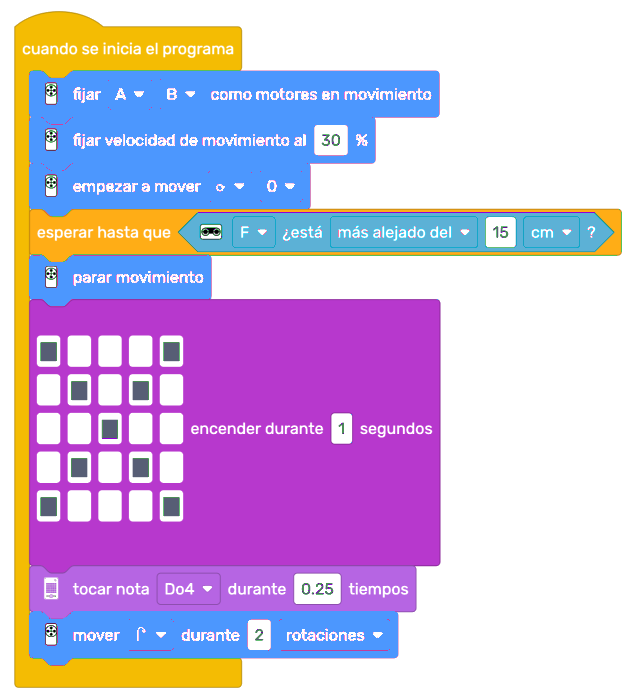 cuando se inicia el programa
fijar A B como motores en movimiento
fijar velocidad de movimiento al 30 %
empezar a mover 0
esperar hasta que F ¿está más alejado del 15 cm ?
parar movimiento
encender durante 1 segundos
tocar nota Do4 durante 0.25 tiempos
mover durante 2 rotaciones